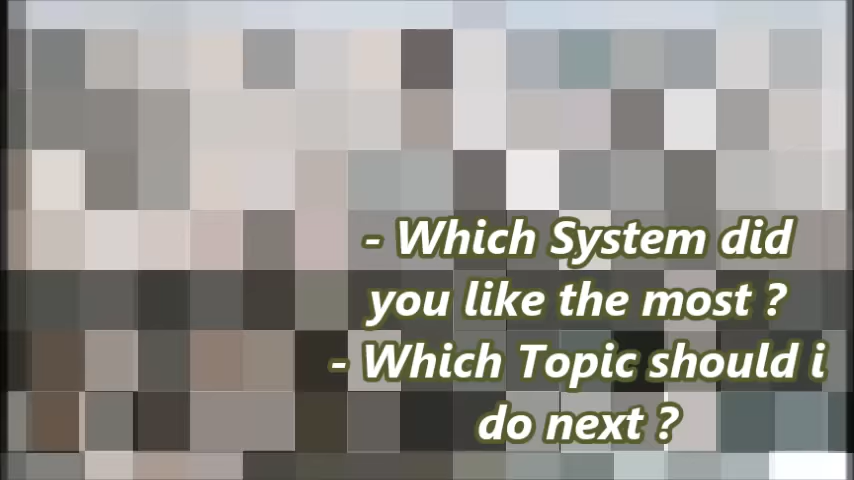 - Which System did
you like the most ?
- Which Topic should i
do next ?